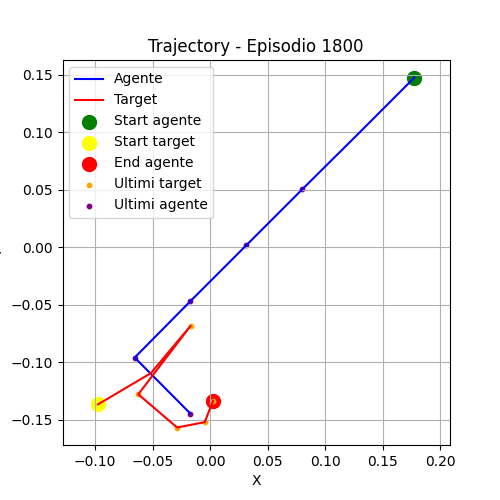 Trajectory - Episodio 1800
Agente
Target
Start agente
Start target
End agente
Ultimi target
Ultimi agente
0.15
0.10
0.05
0.00
−0.05
−0.10
−0.15
−0.10
−0.05
0.00
0.05
0.10
0.15
0.20
X